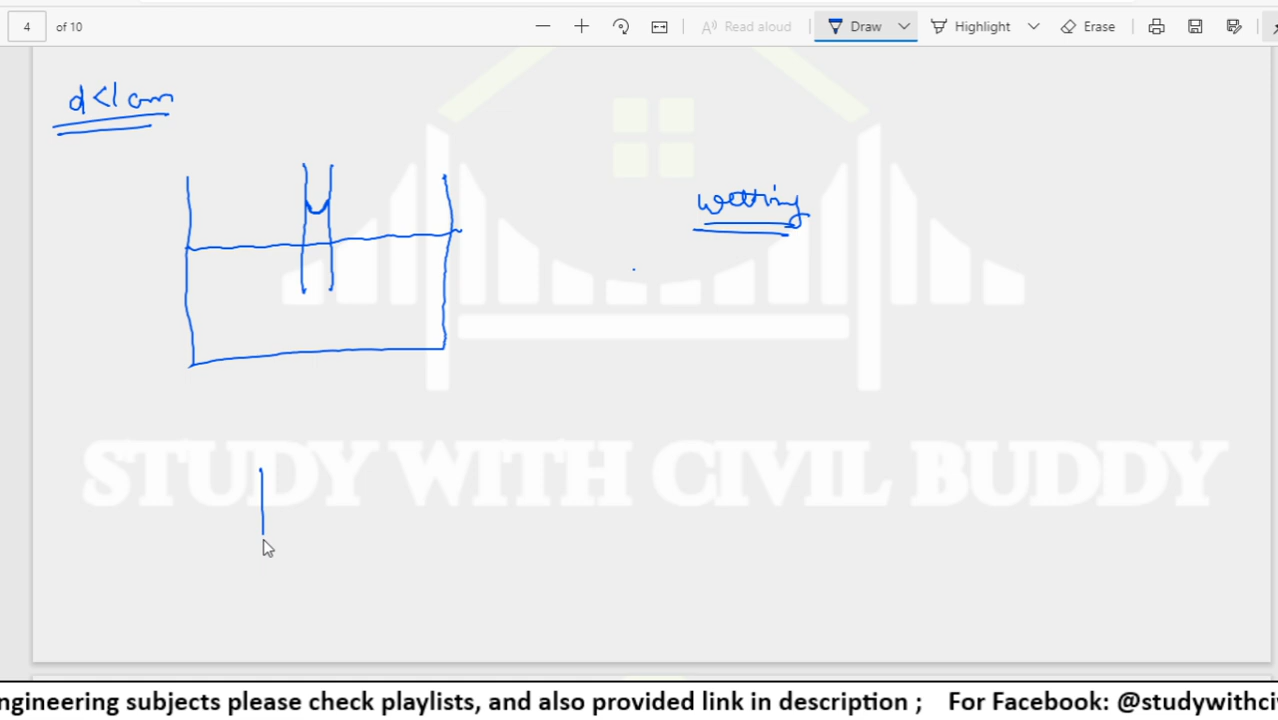 4 of 10 Read aloud Draw Highlight Erase
d<1 cm
wetting
STUDY WITH CIVIL BUDDY
ngineering subjects please check playlists, and also provided link in description ; For Facebook: @studywithci